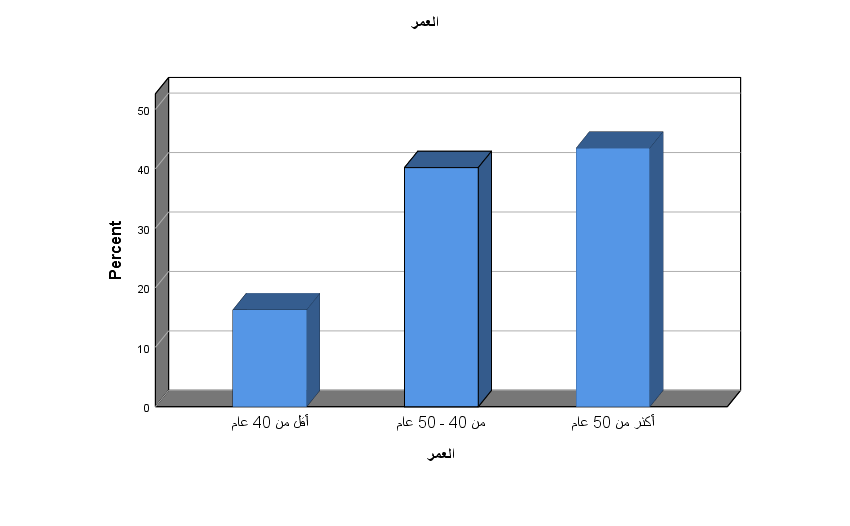 العمر
50
40
30
20
10
0
Percent
أقل من 40 عام
من 40 - 50 عام
أكثر من 50 عام
العمر